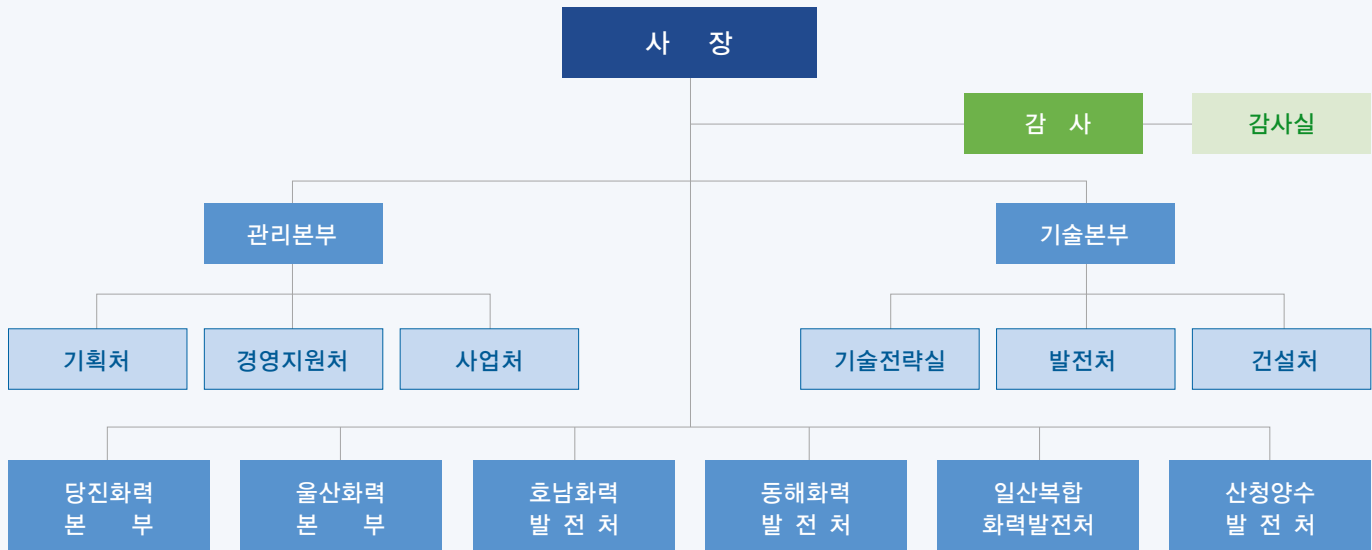 사 장
감 사
감사실
관리본부
기술본부
기획처
경영지원처
사업처
기술전략실
발전처
건설처
당진화력
본 부
울산화력
본 부
호남화력
발 전 처
동해화력
발 전 처
일산복합
화력발전처
산청양수
발 전 처